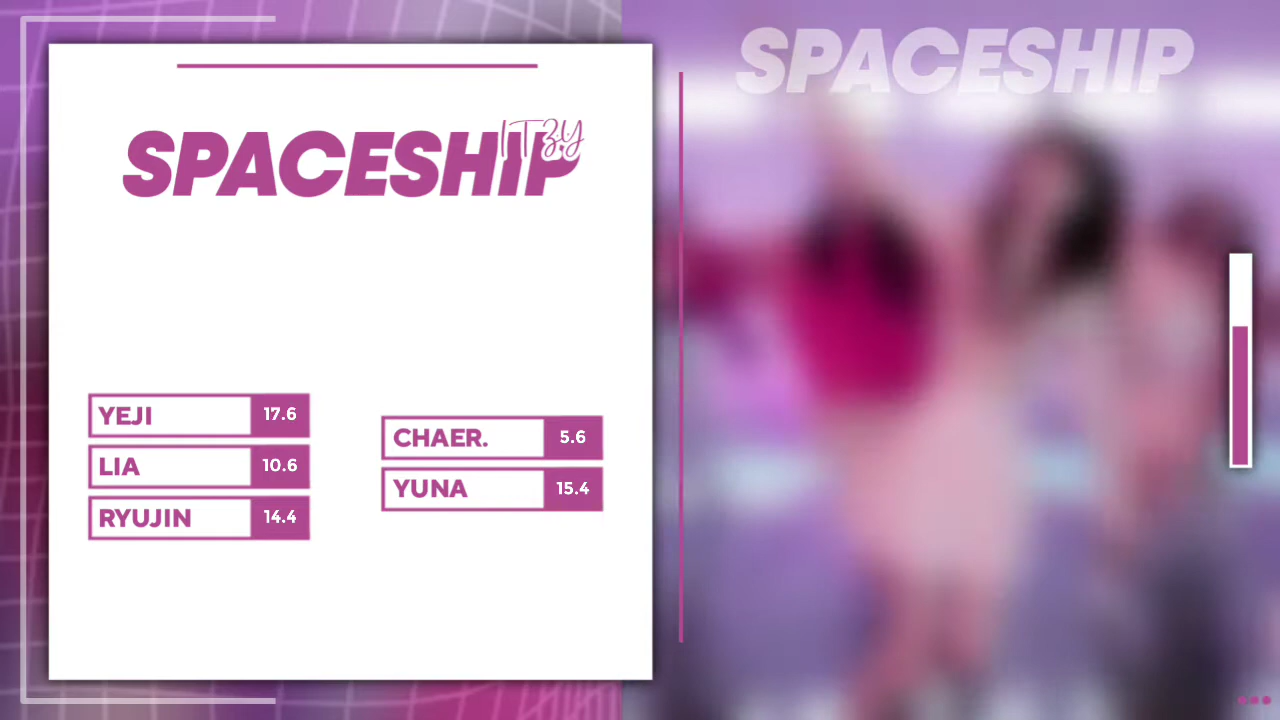 SPACESHIP
ITZY
YEJI 17.6
LIA 10.6
RYUJIN 14.4
CHAER. 5.6
YUNA 15.4
SPACESHIP